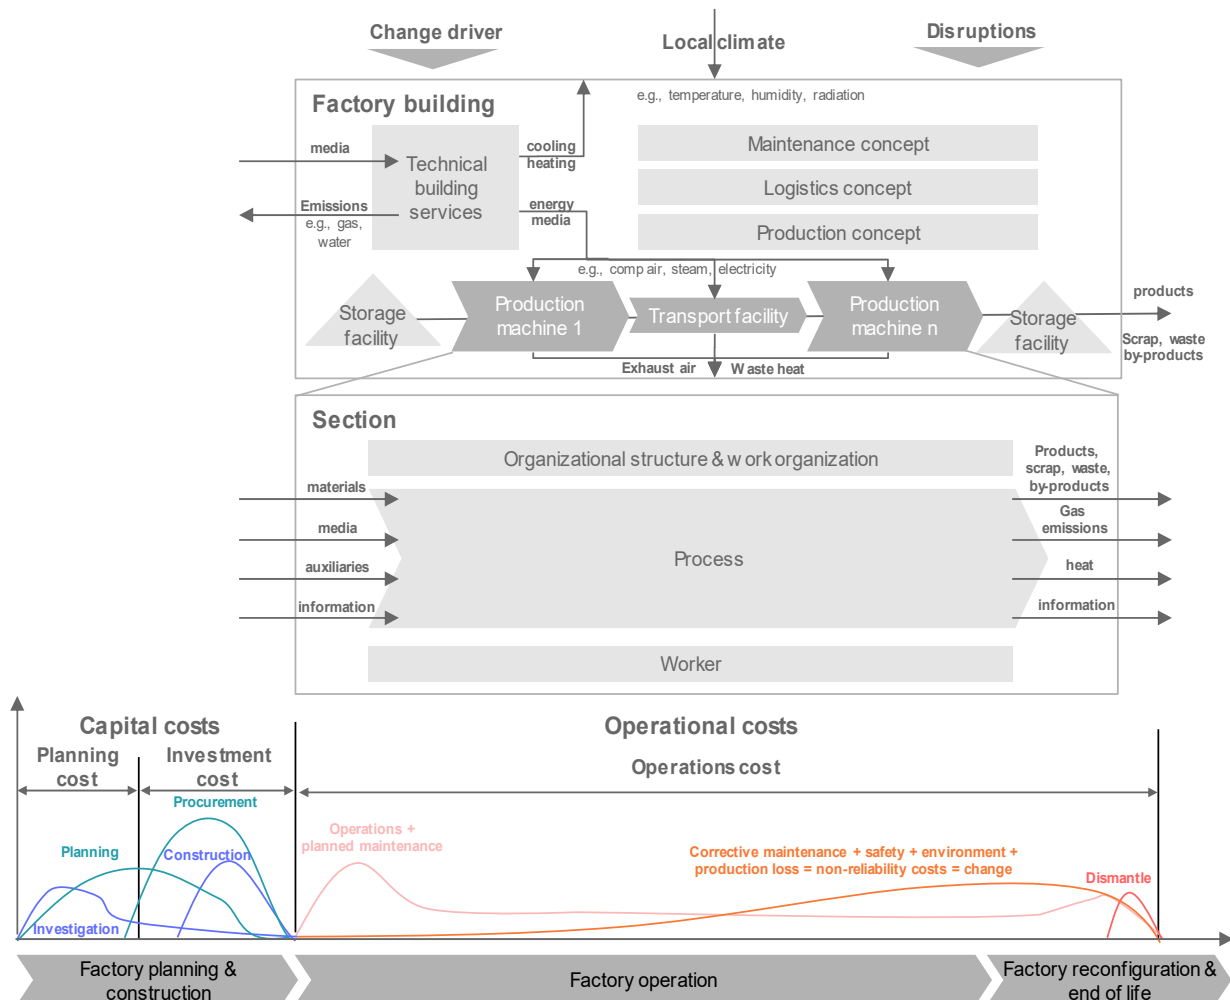 Change driver
Local climate
Disruptions
e.g., temperature, humidity, radiation
Factory building
media
Technical
building
services
cooling
heating
Emissions
e.g., gas,
water
energy
media
Maintenance concept
Logistics concept
Production concept
e.g., comp air, steam, electricity
Storage
facility
Production
machine 1
Transport facility
Production
machine n
Storage
facility
products
Scrap, waste
by-products
Exhaust air
Waste heat
Section
Organizational structure & work organization
materials
media
auxiliaries
information
Process
Products,
scrap, waste,
by-products
Gas
emissions
heat
information
Worker
Capital costs
Operational costs
Planning
cost
Investment
cost
Operations cost
Procurement
Planning
Construction
Investigation
Operations +
planned maintenance
Corrective maintenance + safety + environment +
production loss = non-reliability costs = change
Dismantle
Factory planning &
construction
Factory operation
Factory reconfiguration &
end of life